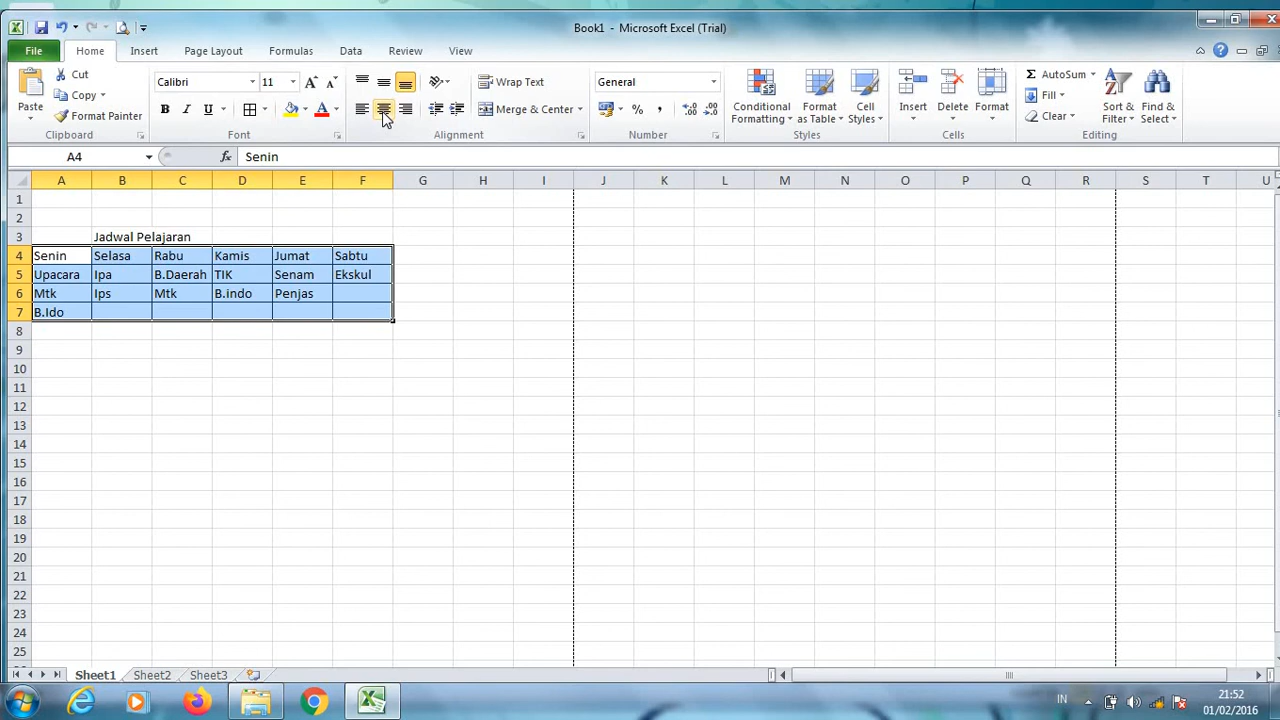 Book1 - Microsoft Excel (Trial)
File Home Insert Page Layout Formulas Data Review View
Paste
Cut
Copy
Format Painter
Clipboard
Calibri 11
B I U
Font
Wrap Text
Merge & Center
Alignment
General
%
Number
Conditional Formatting
Format as Table
Cell Styles
Styles
Insert
Delete
Format
Cells
Σ AutoSum
Fill
Clear
Sort & Filter
Find & Select
Editing
A4 fx Senin
A B C D E F G H I J K L M N O P Q R S T U
1
2
3 Jadwal Pelajaran
4 Senin Selasa Rabu Kamis Jumat Sabtu
5 Upacara Ipa B.Daerah TIK Senam Ekskul
6 Mtk Ips Mtk B.indo Penjas
7 B.Ido
8
9
10
11
12
13
14
15
16
17
18
19
20
21
22
23
24
25
Sheet1 Sheet2 Sheet3
IN
21:52
01/02/2016